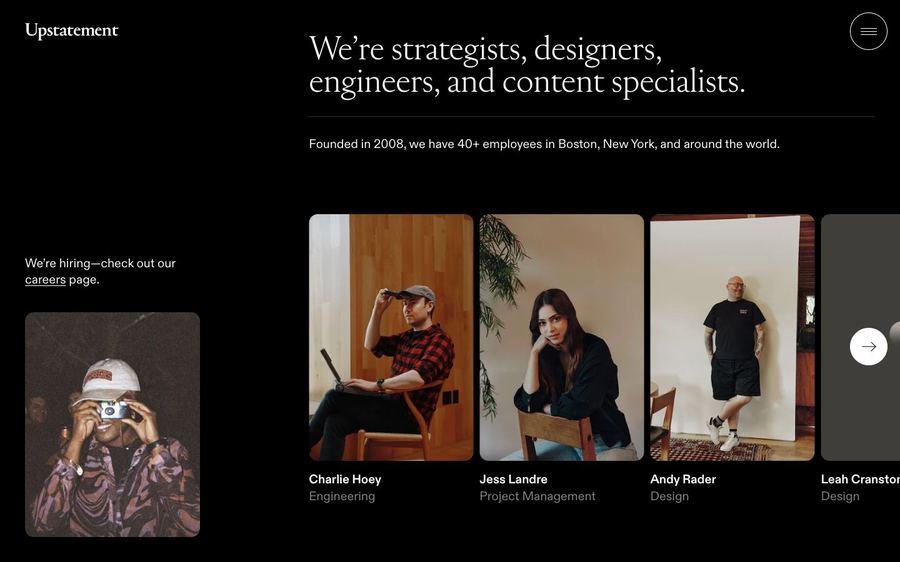 Upstatement
We're strategists, designers,
engineers, and content specialists.
Founded in 2008, we have 40+ employees in Boston, New York, and around the world.
We're hiring—check out our
careers page.
Charlie Hoey
Engineering
Jess Landre
Project Management
Andy Rader
Design
Leah Cranston
Design